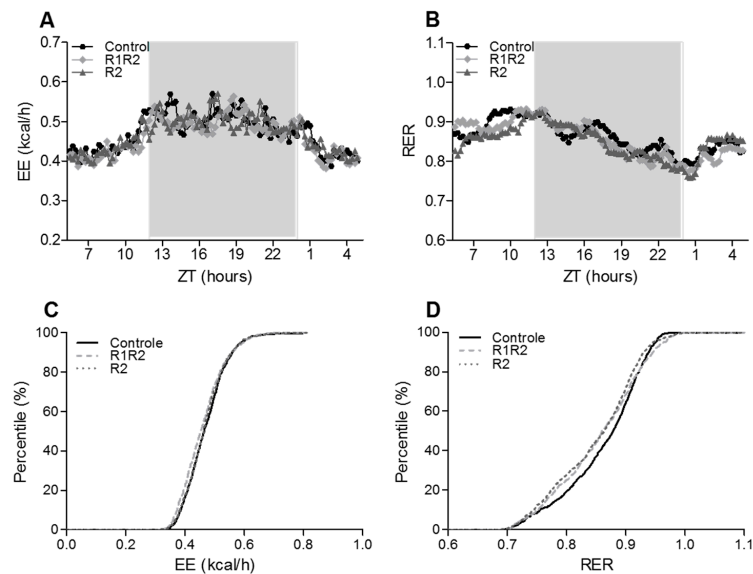 A
0.7
0.6
0.5
0.4
0.3
0.2
EE (kcal/h)
Control
R1R2
R2
7 10 13 16 19 22 1 4
ZT (hours)
B
1.1
1.0
0.9
0.8
0.7
0.6
RER
Control
R1R2
R2
7 10 13 16 19 22 1 4
ZT (hours)
C
100
80
60
40
20
0
Percentile (%)
Controle
R1R2
R2
0.0 0.2 0.4 0.6 0.8 1.0
EE (kcal/h)
D
100
80
60
40
20
0
Percentile (%)
Controle
R1R2
R2
0.6 0.7 0.8 0.9 1.0 1.1
RER